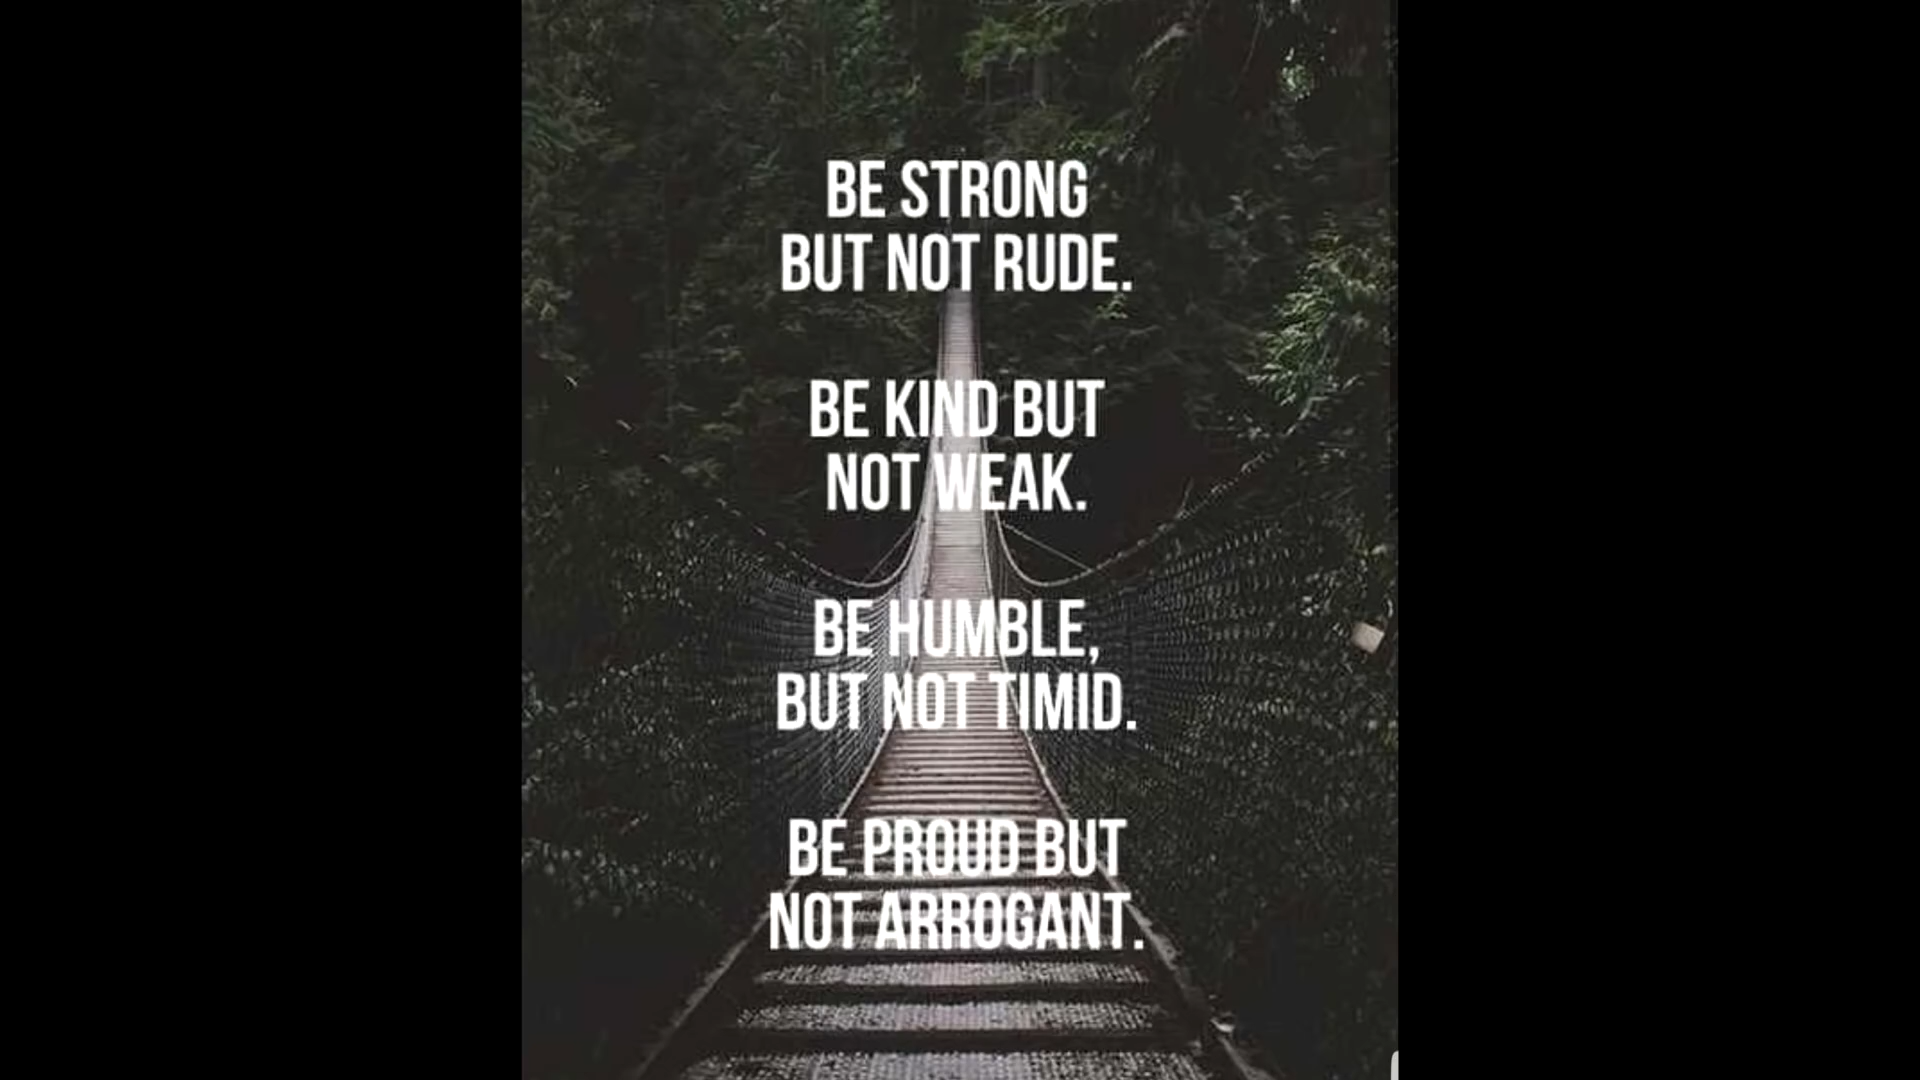 BE STRONG
BUT NOT RUDE.
BE KIND BUT
NOT WEAK.
BE HUMBLE,
BUT NOT TIMID.
BE PROUD BUT
NOT ARROGANT.